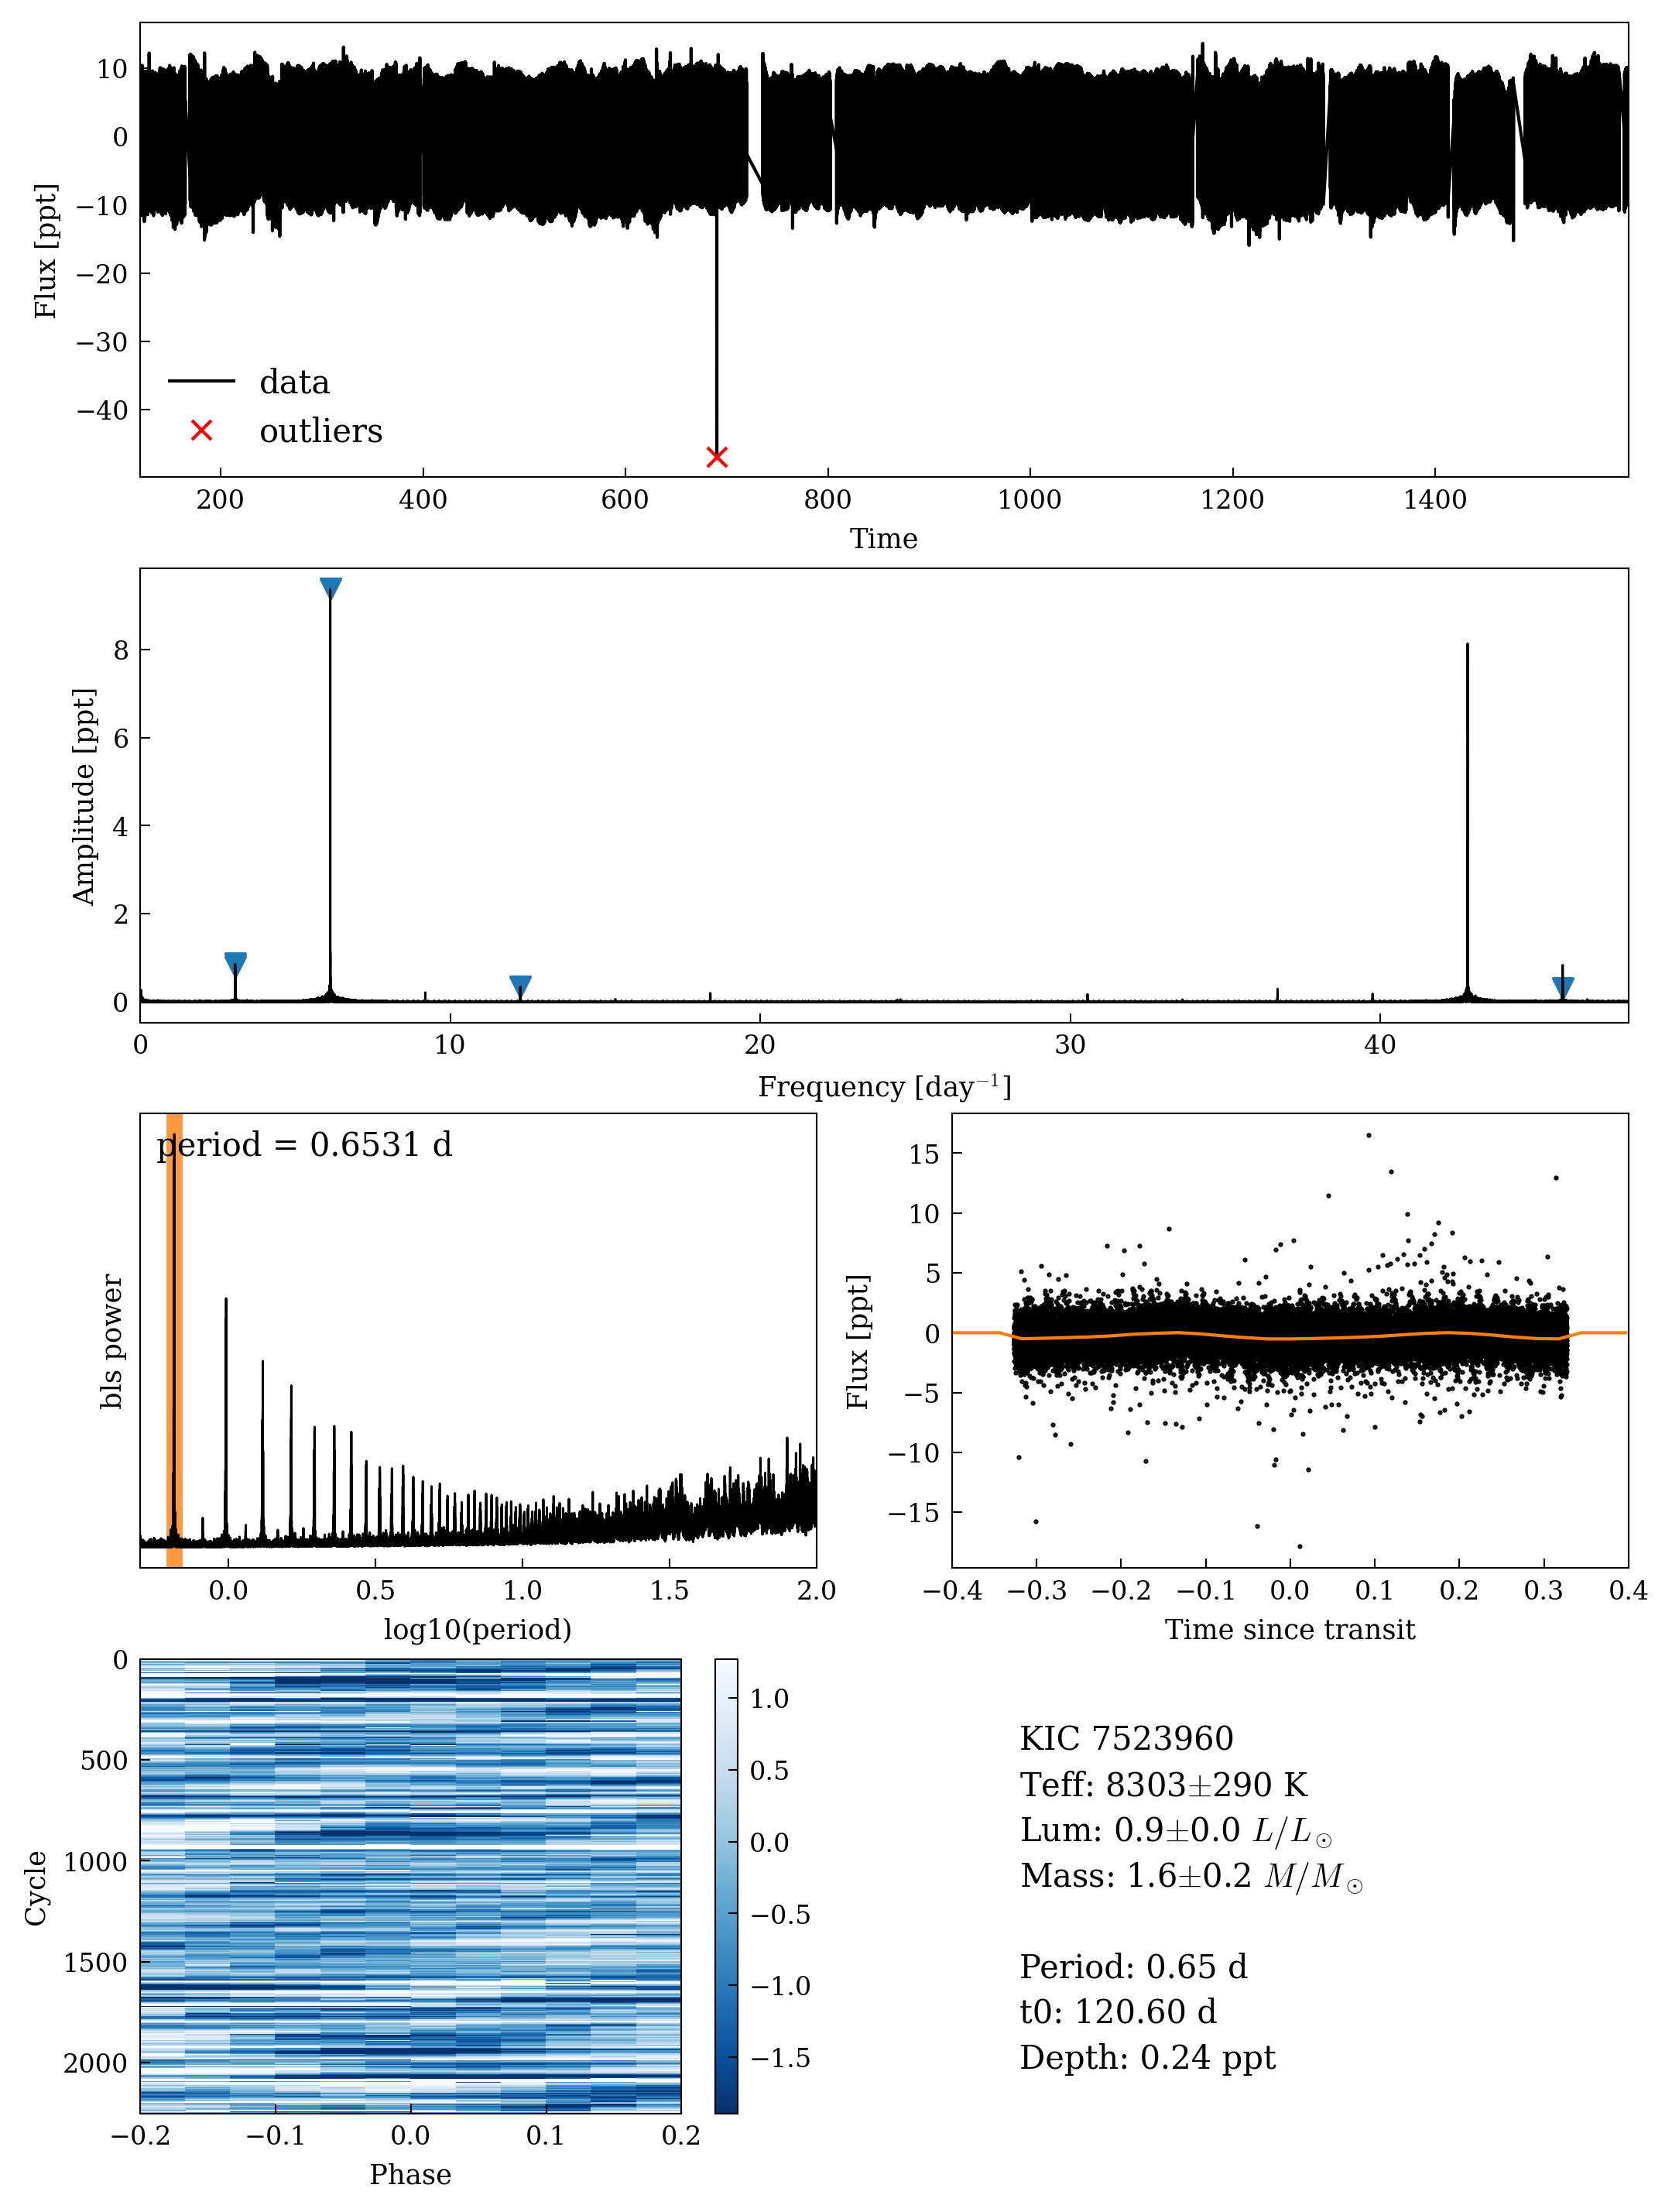 10
0
−10
−20
−30
−40
Flux [ppt]
data
outliers
200 400 600 800 1000 1200 1400
Time
8
6
4
2
0
Amplitude [ppt]
0 10 20 30 40
Frequency [day⁻¹]
period = 0.6531 d
bls power
0.0 0.5 1.0 1.5 2.0
log10(period)
15
10
5
0
−5
−10
−15
Flux [ppt]
−0.4 −0.3 −0.2 −0.1 0.0 0.1 0.2 0.3 0.4
Time since transit
0
500
1000
1500
2000
Cycle
−0.2 −0.1 0.0 0.1 0.2
Phase
1.0
0.5
0.0
−0.5
−1.0
−1.5
KIC 7523960
Teff: 8303±290 K
Lum: 0.9±0.0 L/L☉
Mass: 1.6±0.2 M/M☉
Period: 0.65 d
t0: 120.60 d
Depth: 0.24 ppt